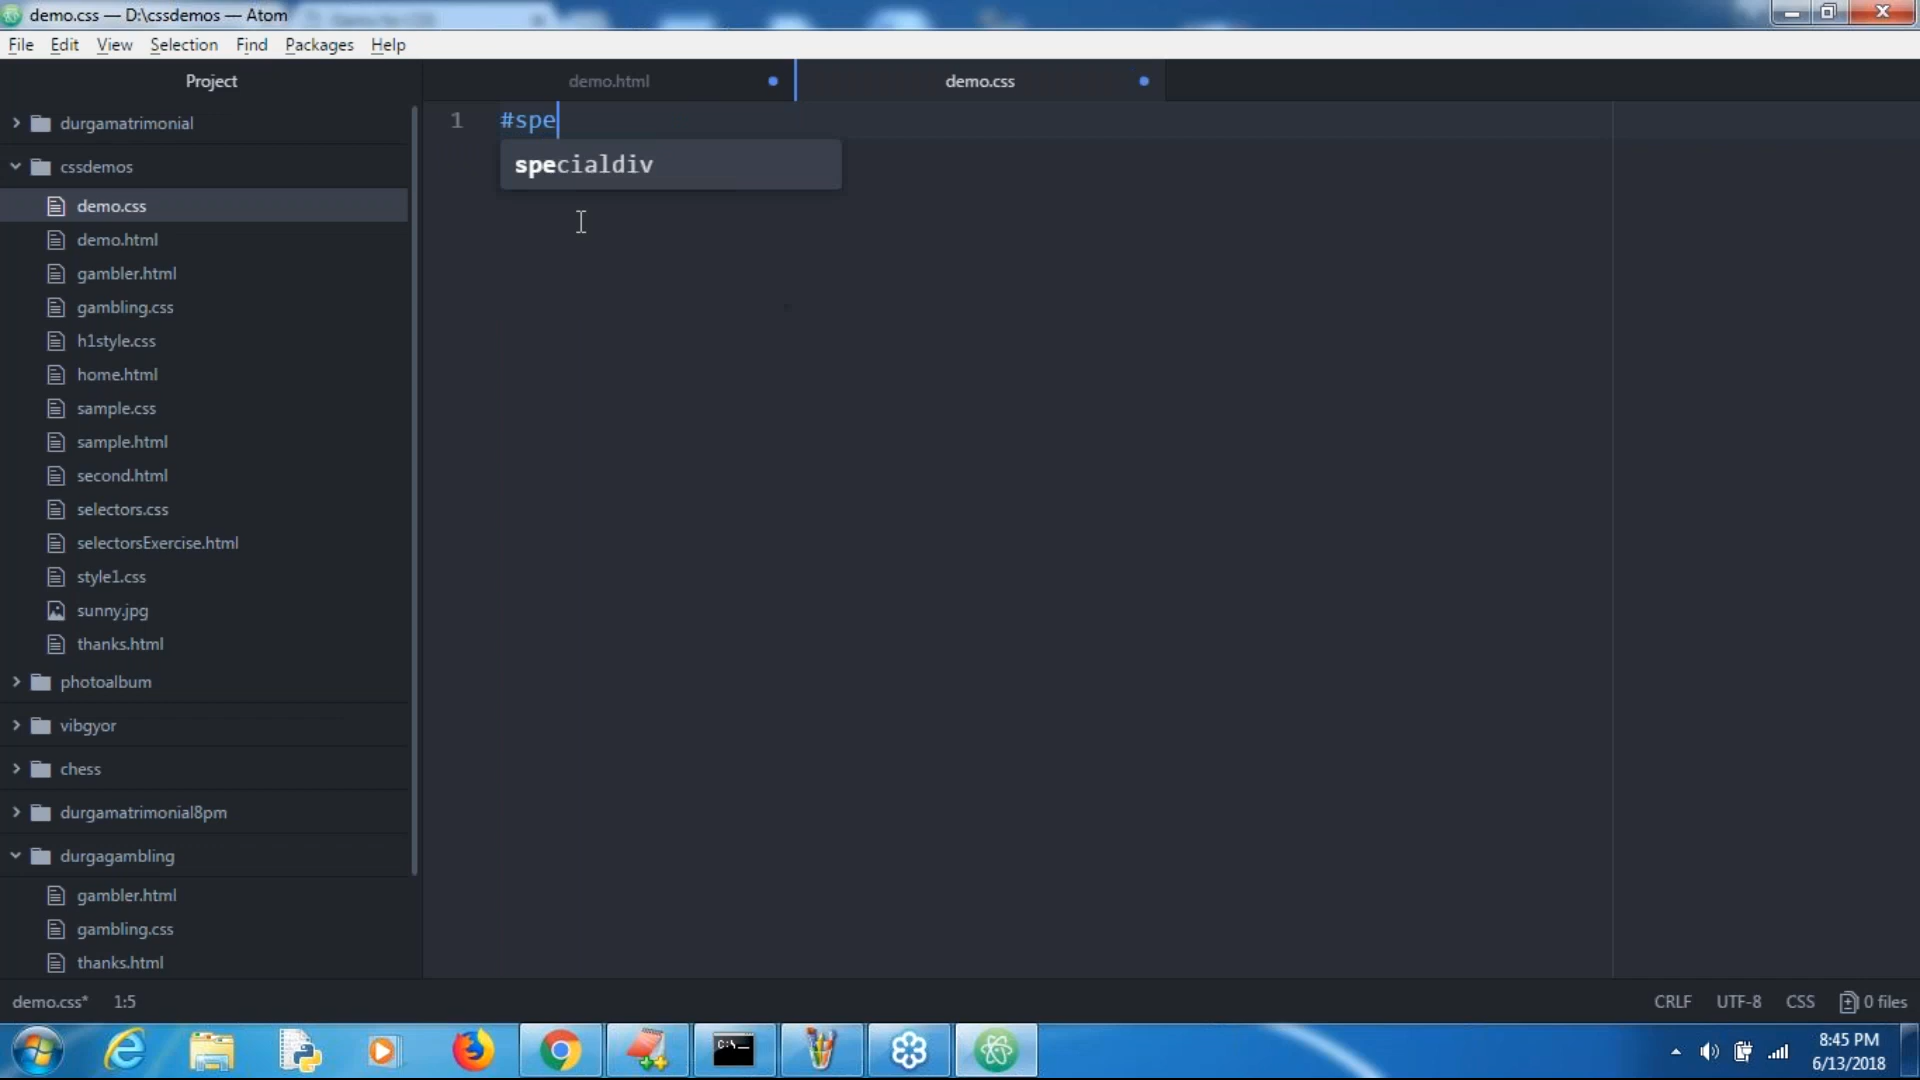 demo.css — D:\cssdemos — Atom
File Edit View Selection Find Packages Help
Project
demo.html
demo.css
durgamatrimonial
cssdemos
demo.css
demo.html
gambler.html
gambling.css
h1style.css
home.html
sample.css
sample.html
second.html
selectors.css
selectorsExercise.html
style1.css
sunny.jpg
thanks.html
photoalbum
vibgyor
chess
durgamatrimonial8pm
durgagambling
gambler.html
gambling.css
thanks.html
1 #spe
specialdiv
demo.css* 1:5
CRLF UTF-8 CSS 0 files
C:\
8:45 PM
6/13/2018